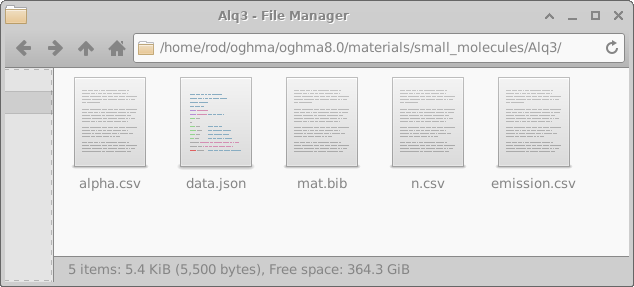 Alq3 - File Manager
/home/rod/oghma/oghma8.0/materials/small_molecules/Alq3/
alpha.csv data.json mat.bib n.csv emission.csv
5 items: 5.4 KiB (5,500 bytes), Free space: 364.3 GiB